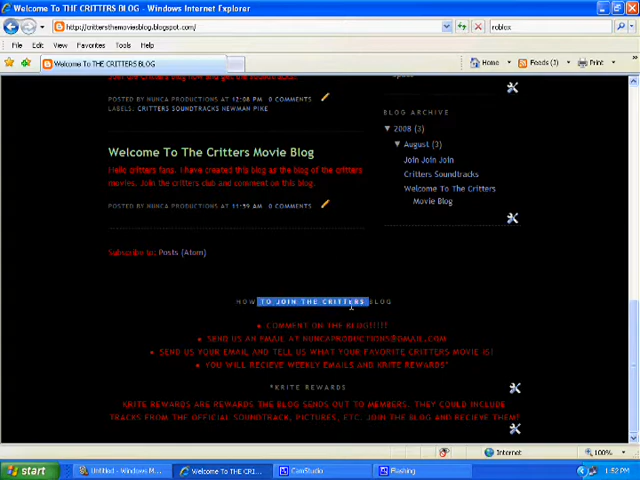 Welcome To THE CRITTERS BLOG - Windows Internet Explorer
http://crittersthemoviesblog.blogspot.com/
roblox
File Edit View Favorites Tools Help
Welcome To THE CRITTERS BLOG
Home Feeds (3) Print
POSTED BY NUNCA PRODUCTIONS AT 12:08 PM 0 COMMENTS
LABELS: CRITTERS SOUNDTRACKS NEWMAN PIKE
Welcome To The Critters Movie Blog
Hello critters fans. I have created this blog as the blog of the critters
movies. Join the critters club and comment on this blog.
POSTED BY NUNCA PRODUCTIONS AT 11:59 AM 0 COMMENTS
Subscribe to: Posts (Atom)
BLOG ARCHIVE
▼ 2008 (3)
▼ August (3)
Join Join Join
Critters Soundtracks
Welcome To The Critters
Movie Blog
HOW TO JOIN THE CRITTERS BLOG
COMMENT ON THE BLOG!!!!!
SEND US AN EMAIL AT NUNCAPRODUCTIONS@GMAIL.COM
SEND US YOUR EMAIL AND TELL US WHAT YOUR FAVORITE CRITTERS MOVIE IS!
YOU WILL RECIEVE WEEKLY EMAILS AND KRITE REWARDS*
*KRITE REWARDS
KRITE REWARDS ARE REWARDS THE BLOG SENDS OUT TO MEMBERS. THEY COULD INCLUDE
TRACKS FROM THE OFFICIAL SOUNDTRACK, PICTURES, ETC. JOIN THE BLOG AND RECIEVE THEM!
Internet 100%
start
Untitled - Windows M...
Welcome To THE CRI...
CamStudio
Flashing
1:52 PM